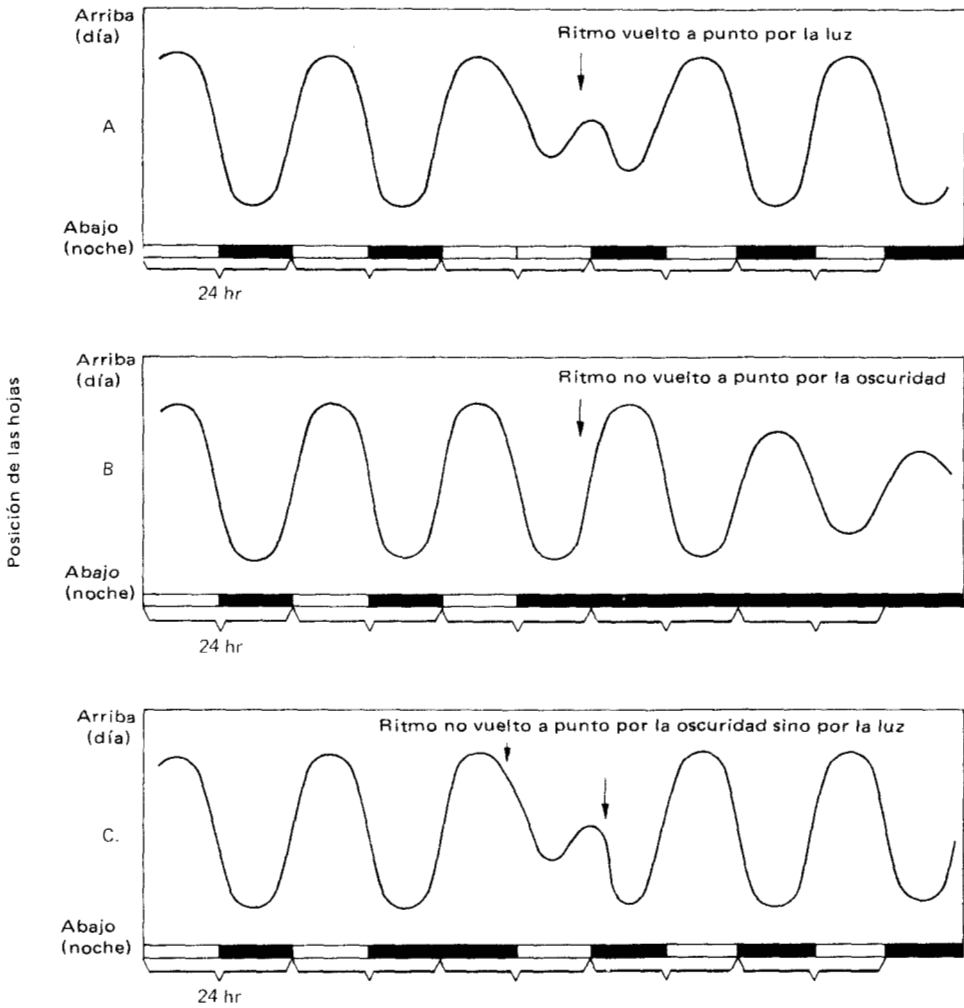 Posición de las hojas
Arriba
(día)
Ritmo vuelto a punto por la luz
A
Abajo
(noche)
24 hr
Arriba
(día)
Ritmo no vuelto a punto por la oscuridad
B
Abajo
(noche)
24 hr
Arriba
(día)
Ritmo no vuelto a punto por la oscuridad sino por la luz
C.
Abajo
(noche)
24 hr